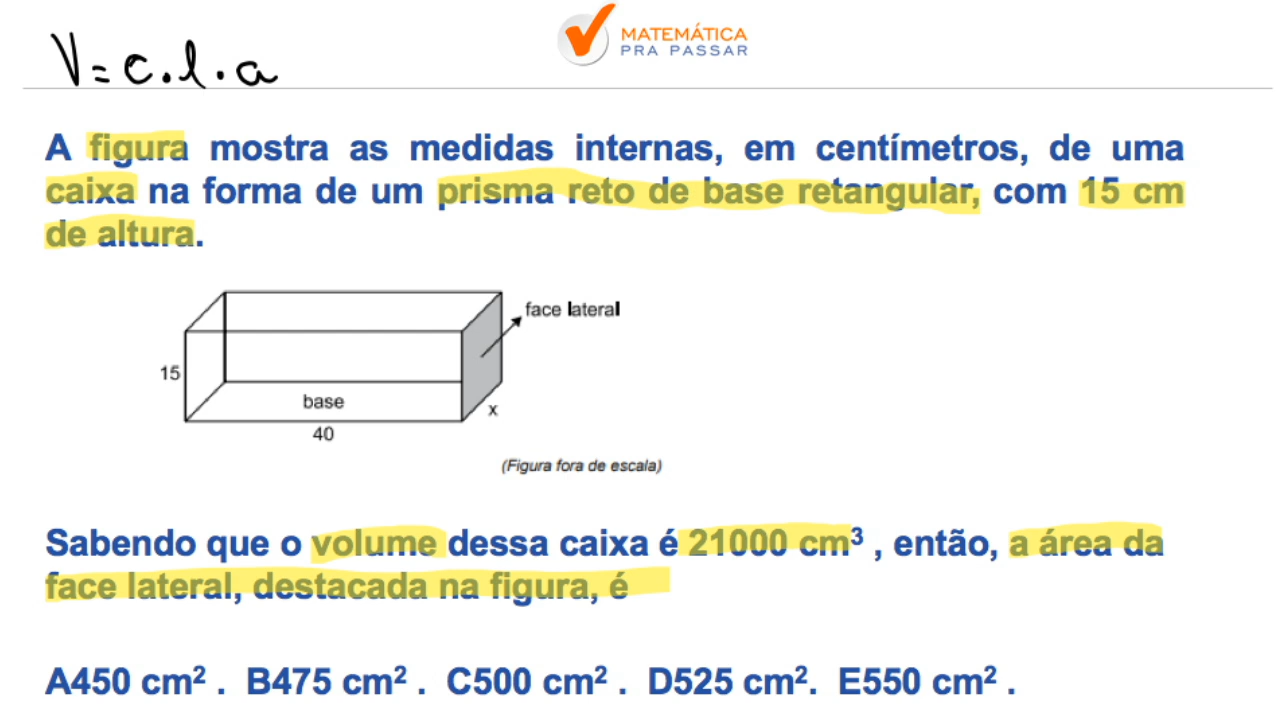 V=c.l.a
MATEMÁTICA
PRA PASSAR
A figura mostra as medidas internas, em centímetros, de uma
caixa na forma de um prisma reto de base retangular, com 15 cm
de altura.
face lateral
15
base
x
40
(Figura fora de escala)
Sabendo que o volume dessa caixa é 21000 cm³ , então, a área da
face lateral, destacada na figura, é
A450 cm² . B475 cm² . C500 cm² . D525 cm². E550 cm² .